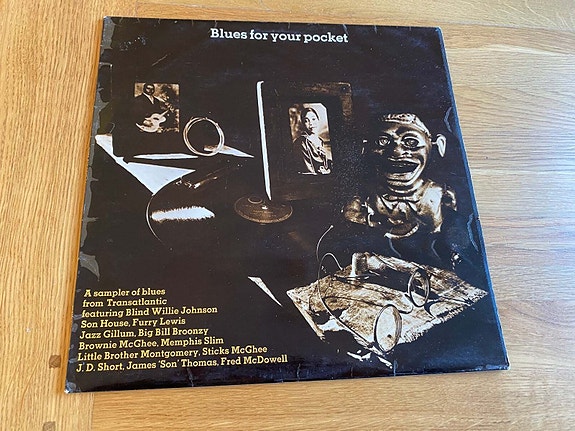 Blues for your pocket
A sampler of blues
from Transatlantic
featuring Blind Willie Johnson
Son House, Furry Lewis
Jazz Gillum, Big Bill Broonzy
Brownie McGhee, Memphis Slim
Little Brother Montgomery, Sticks McGhee
J. D. Short, James 'Son' Thomas, Fred McDowell